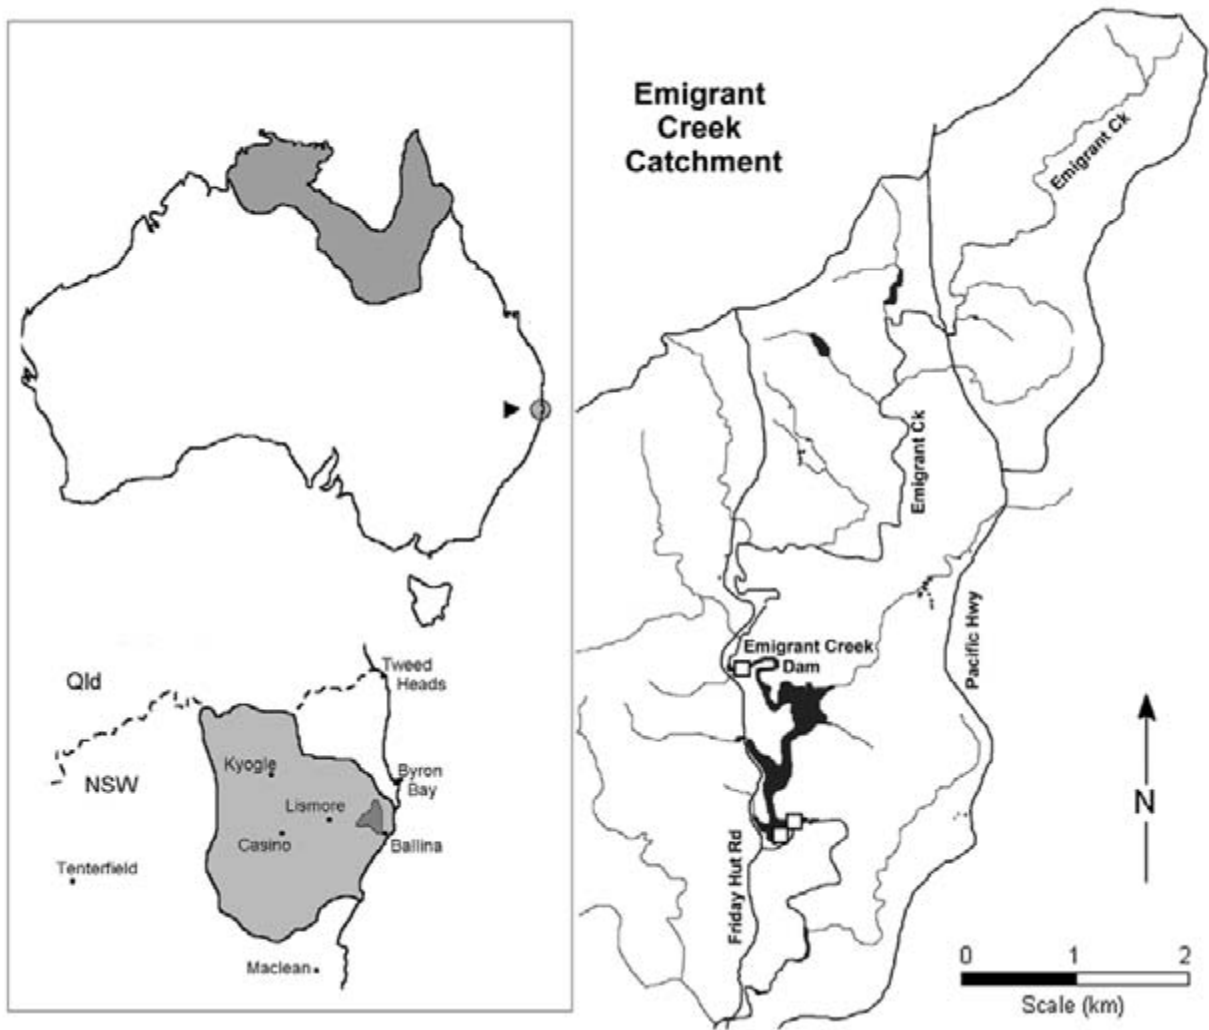 Emigrant
Creek
Catchment
Emigrant Ck
Emigrant Ck
Emigrant Creek
Dam
Pacific Hwy
Friday Hut Rd
N
0 1 2
Scale (km)
Qld
NSW
Tweed
Heads
Kyogle
Byron
Bay
Lismore
Casino
Ballina
Tenterfield
Maclean